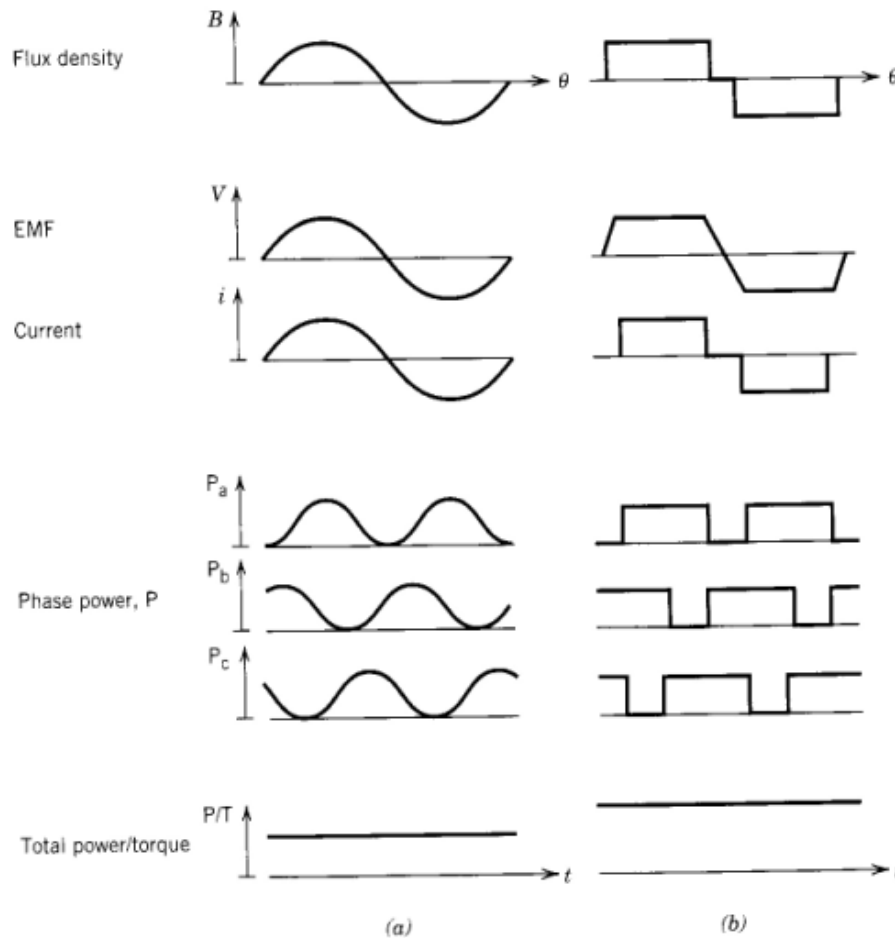 B
Flux density
θ
θ
V
EMF
i
Current
Pa
Pb
Phase power, P
Pc
P/T
Total power/torque
t
(a)
(b)